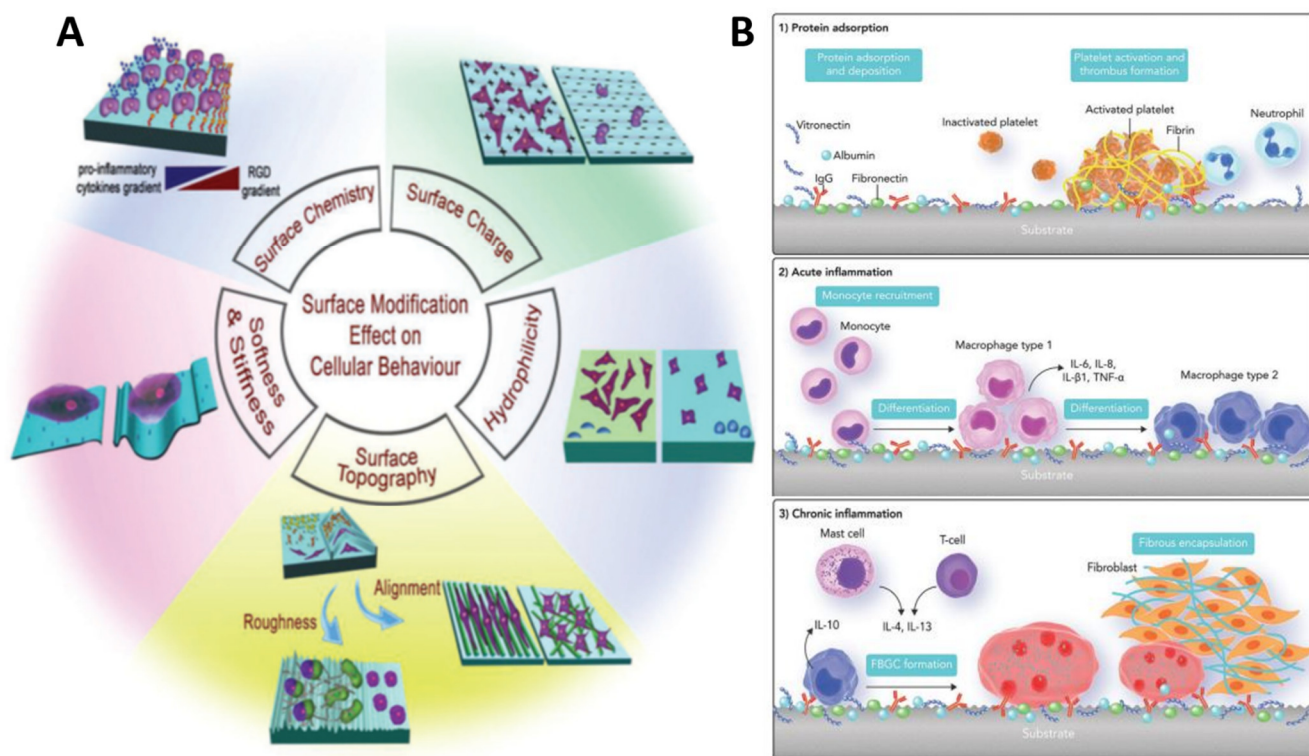 A
pro-inflammatory
cytokines gradient
RGD
gradient
Surface Chemistry
Surface Charge
Softness
& Stiffness
Surface Modification
Effect on
Cellular Behaviour
Hydrophilicity
Surface
Topography
Roughness
Alignment
B
1) Protein adsorption
Protein adsorption
and deposition
Platelet activation and
thrombus formation
Vitronectin
Inactivated platelet
Activated platelet
Neutrophil
Fibrin
Albumin
IgG
Fibronectin
Substrate
2) Acute inflammation
Monocyte recruitment
Monocyte
Macrophage type 1
IL-6, IL-8,
IL-β1, TNF-α
Macrophage type 2
Differentiation
Differentiation
Substrate
3) Chronic inflammation
Mast cell
T-cell
Fibrous encapsulation
Fibroblast
IL-10
IL-4, IL-13
FBGC formation
Substrate